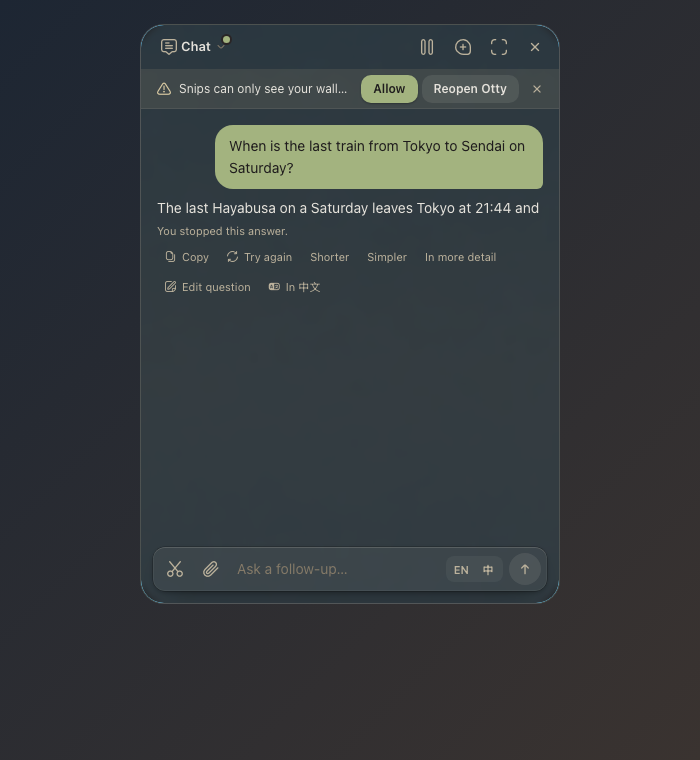 Chat
Snips can only see your wall...
Allow
Reopen Otty
When is the last train from Tokyo to Sendai on
Saturday?
The last Hayabusa on a Saturday leaves Tokyo at 21:44 and
You stopped this answer.
Copy
Try again
Shorter
Simpler
In more detail
Edit question
In 中文
Ask a follow-up...
EN 中